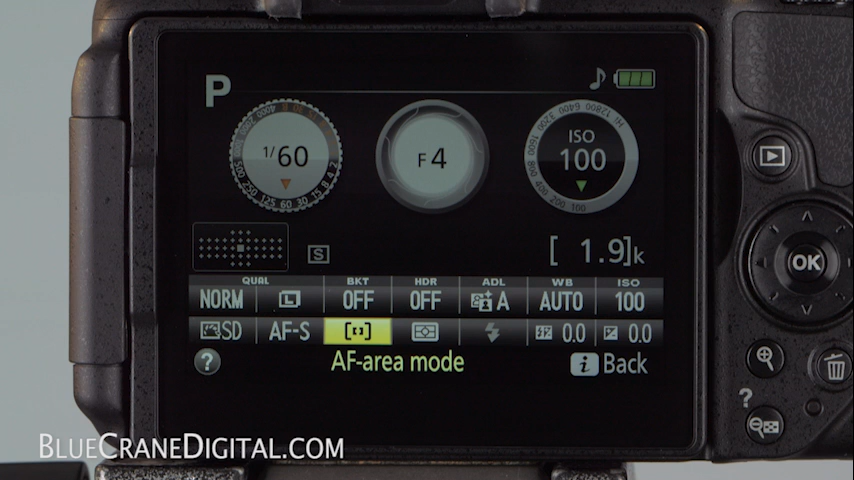 P
1/60
F4
ISO
100
[ 1.9]k
S
QUAL BKT HDR ADL WB ISO
NORM L OFF OFF A AUTO 100
SD AF-S [ ] 0.0 0.0
? AF-area mode i Back
OK
?
BLUECRANEDIGITAL.COM